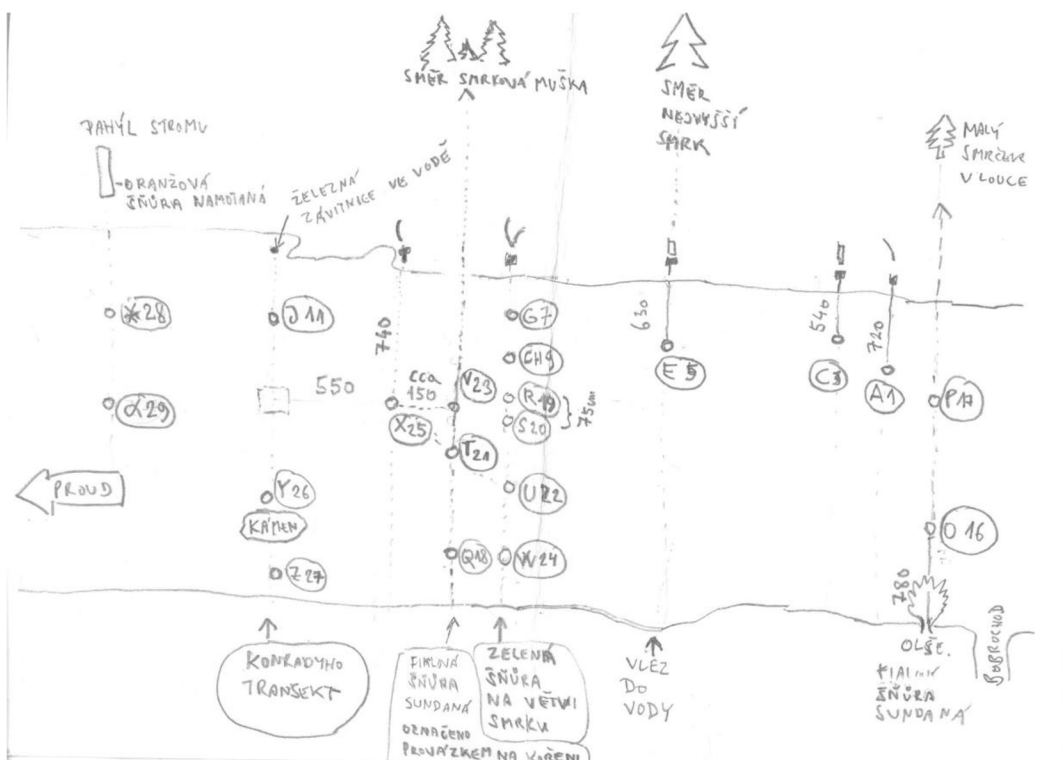 SMĚR SMRKOVÁ MUŠKA
SMĚR
NEJVYŠŠÍ
SMRK
PAHÝL STROMU
ORANŽOVÁ
ŠŇŮRA NAMOTANÁ
ŽELEZNÁ
ZÁVITNICE VE VODĚ
MALÝ
V LOUCE
28
J11
740
G7
630
540
720
CH9
E5
C3
A1
550
cca
150
V23
R19
S20
75cm
P17
α29
X25
T21
U22
PROUD
Y26
KÁMEN
O16
Z27
Q18
W24
780
KONRADYHO
TRANSEKT
FIALOVÁ
ŠŇŮRA
SUNDANÁ
OZNAČENO
PROVÁZKEM NA KOŘENI
ZELENÁ
ŠŇŮRA
NA VĚTVI
SMRKU
VLEZ
DO
VODY
OLŠE.
ŠŇŮRA
SUNDANÁ
BOBROCHOD